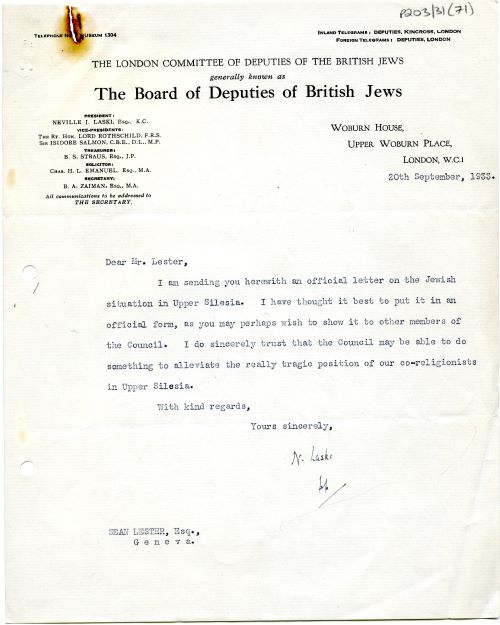 P203/31(71)
INLAND TELEGRAMS: DEPUTIES, KINCROSS, LONDON
FOREIGN TELEGRAMS: DEPUTIES, LONDON
TELEPHONE MUSEUM 1304
THE LONDON COMMITTEE OF DEPUTIES OF THE BRITISH JEWS
generally known as
The Board of Deputies of British Jews
PRESIDENT:
NEVILLE J. LASKI, ESQ., K.C.
VICE-PRESIDENTS:
THE RT. HON. LORD ROTHSCHILD, F.R.S.
SIR ISIDORE SALMON, C.B.E., D.L., M.P.
TREASURER:
B. S. STRAUS, ESQ., J.P.
SOLICITOR:
CHAS. H. L. EMANUEL, ESQ., M.A.
SECRETARY:
B. A. ZAIMAN, ESQ., M.A.
All communications to be addressed to
THE SECRETARY.
WOBURN HOUSE,
UPPER WOBURN PLACE,
LONDON, W.C.1
20th September, 1933.
Dear Mr. Lester,
I am sending you herewith an official letter on the Jewish
situation in Upper Silesia. I have thought it best to put it in an
official form, as you may perhaps wish to show it to other members of
the Council. I do sincerely trust that the Council may be able to do
something to alleviate the really tragic position of our co-religionists
in Upper Silesia.
With kind regards,
Yours sincerely,
N. Laski
SEAN LESTER, Esq.,
Geneva.